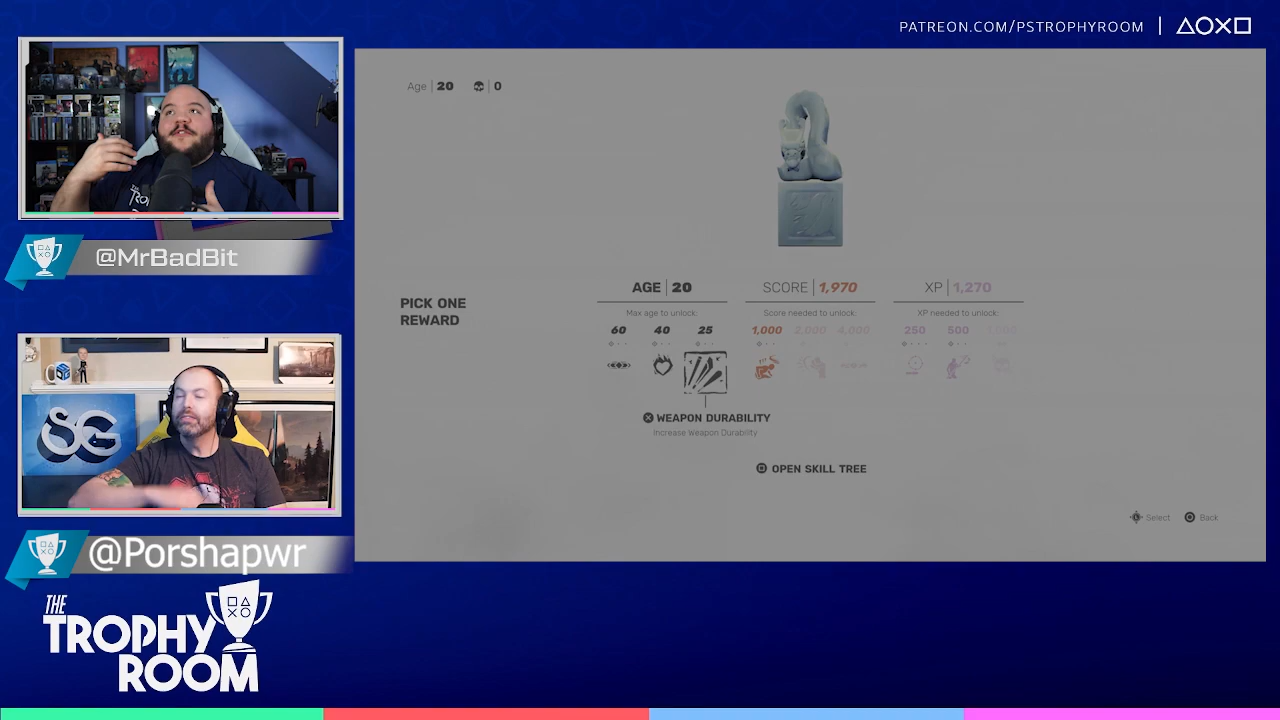 PATREON.COM/PSTROPHYROOM
Age 20 0
PICK ONE
REWARD
AGE 20
Max age to unlock:
60 40 25
SCORE 1,970
Score needed to unlock:
1,000 2,000 4,000
XP 1,270
XP needed to unlock:
250 500
WEAPON DURABILITY
Increase Weapon Durability
OPEN SKILL TREE
Select Back
@MrBadBit
SG
@Porshapwr
THE
TROPHY
ROOM